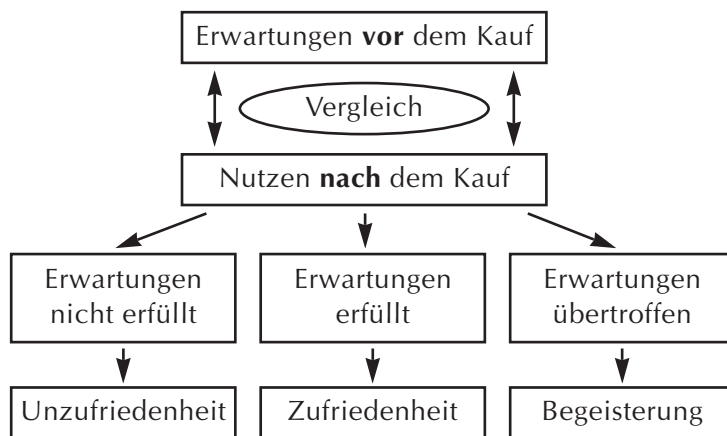 Erwartungen vor dem Kauf
Vergleich
Nutzen nach dem Kauf
Erwartungen
nicht erfüllt
Erwartungen
erfüllt
Erwartungen
übertroffen
Unzufriedenheit
Zufriedenheit
Begeisterung